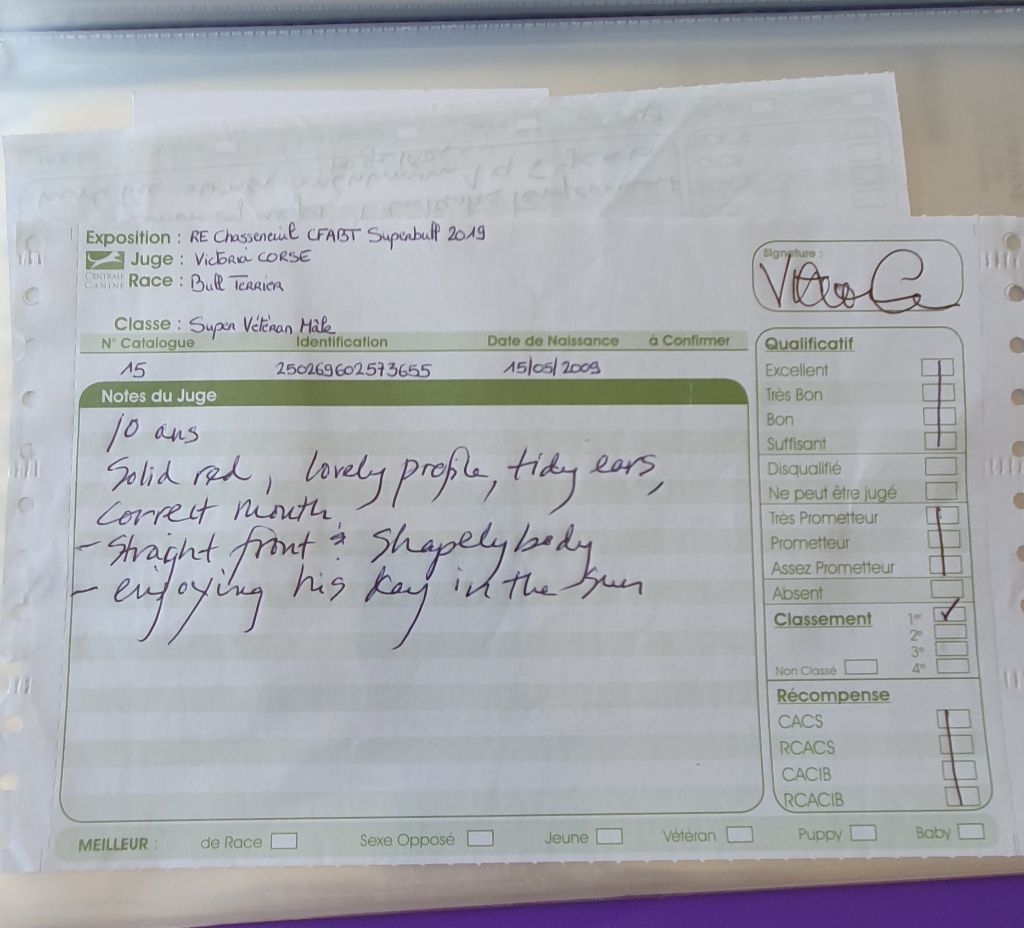 Exposition : RE Chasseneuil CFABT Superbull 2019
Juge : Victoria CORSE
CENTRALE CANINE
Race : Bull Terrier
Signature :
Classe : Super Vétéran Mâle
N° Catalogue Identification Date de Naissance à Confirmer
15 250269602573655 15/05/2009
Notes du Juge
10 ans
Solid red, lovely profile, tidy ears,
correct mouth.
- Straight front & shapely body
- enjoying his day in the sun
Qualificatif
Excellent
Très Bon
Bon
Suffisant
Disqualifié
Ne peut être jugé
Très Prometteur
Prometteur
Assez Prometteur
Absent
Classement 1er
2e
3e
Non Classé 4e
Récompense
CACS
RCACS
CACIB
RCACIB
MEILLEUR : de Race Sexe Opposé Jeune Vétéran Puppy Baby